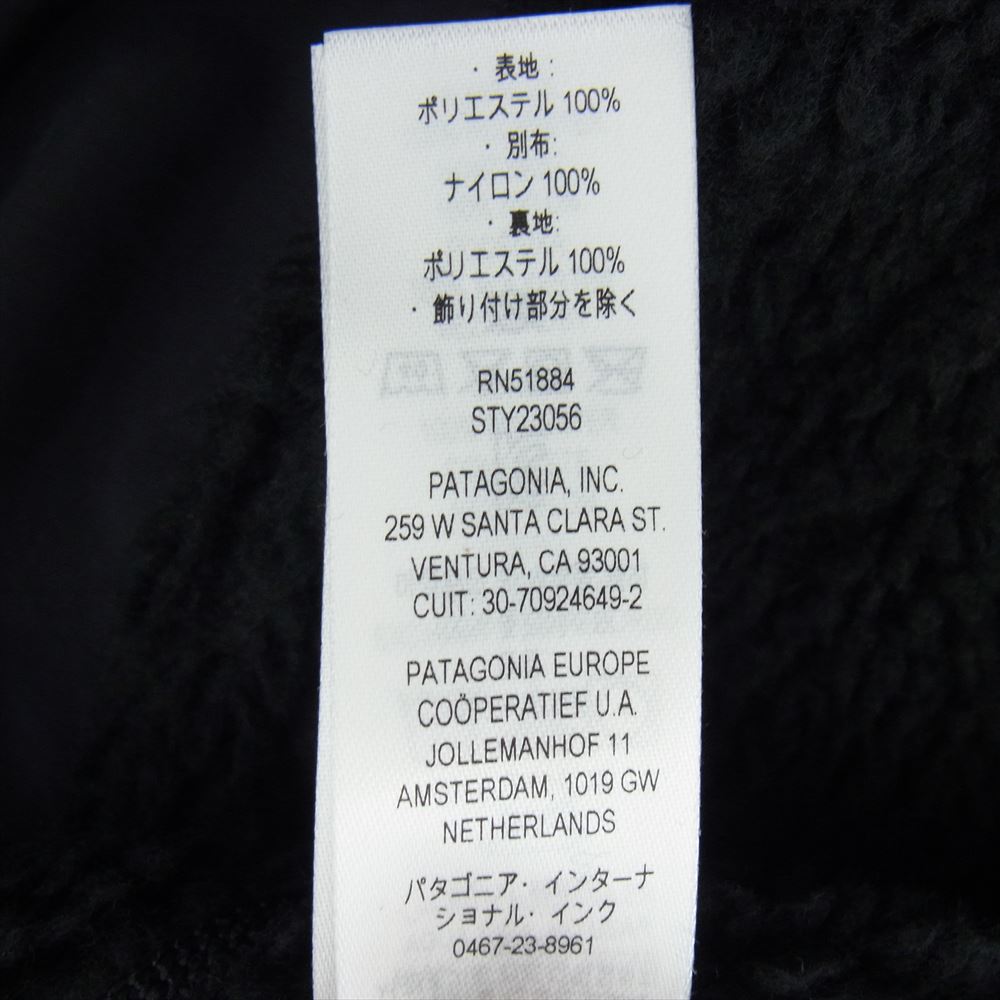 · 表地 :
ポリエステル 100%
· 別布:
ナイロン 100%
· 裏地:
ポリエステル 100%
· 飾り付け部分を除く
RN51884
STY23056
PATAGONIA, INC.
259 W SANTA CLARA ST.
VENTURA, CA 93001
CUIT: 30-70924649-2
PATAGONIA EUROPE
COÖPERATIEF U.A.
JOLLEMANHOF 11
AMSTERDAM, 1019 GW
NETHERLANDS
パタゴニア· インターナ
ショナル· インク
0467-23-8961